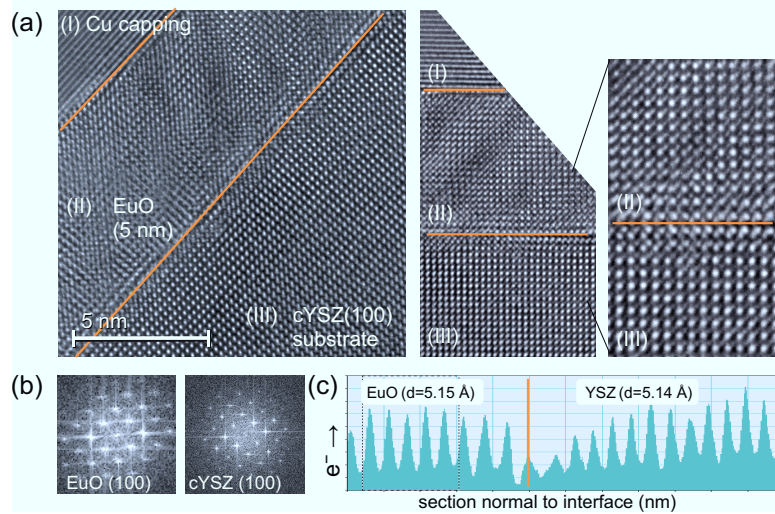 (a)
(I) Cu capping
(II)
EuO
(5 nm)
5 nm
(III) cYSZ(100)
substrate
(I)
(II)
(III)
(II)
(III)
(b)
EuO (100)
cYSZ (100)
(c)
EuO (d=5.15 Å)
YSZ (d=5.14 Å)
e⁻ →
section normal to interface (nm)